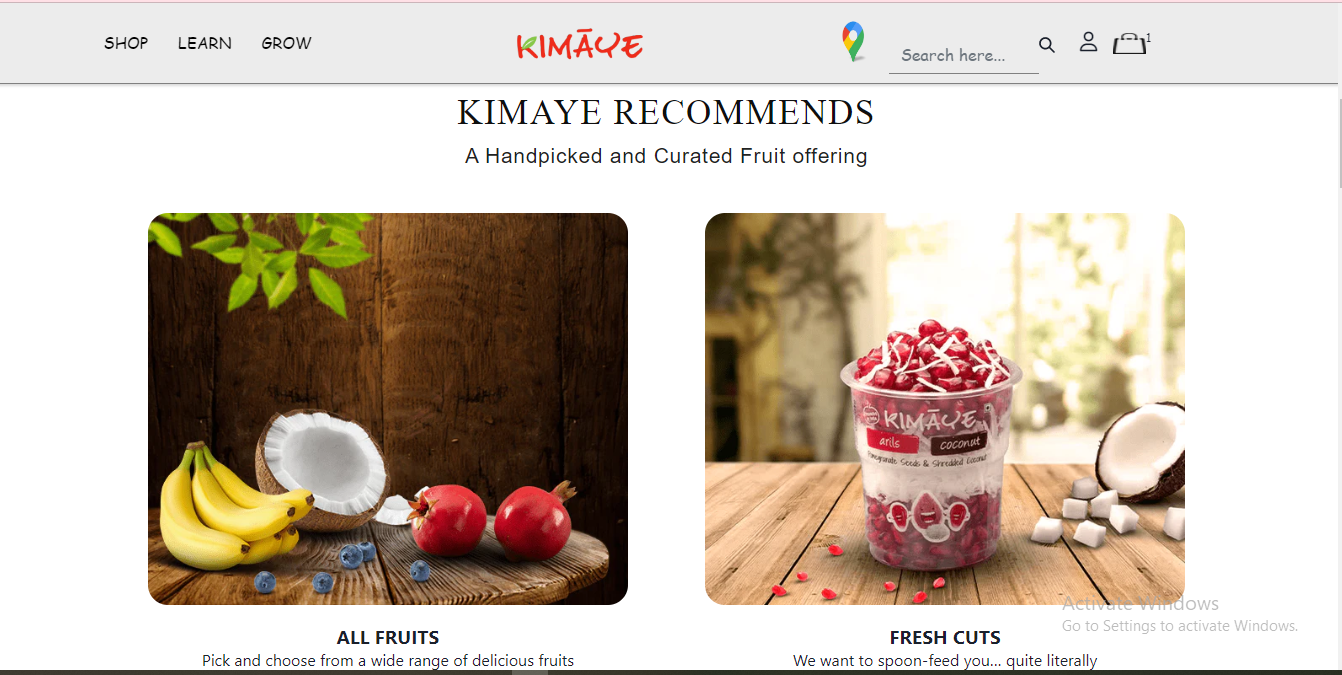 SHOP LEARN GROW KIMĀYE Search here... 1
KIMAYE RECOMMENDS
A Handpicked and Curated Fruit offering
KIMĀYE
arils coconut
Pomegranate Seeds & Shredded Coconut
Activate Windows
Go to Settings to activate Windows.
ALL FRUITS FRESH CUTS
Pick and choose from a wide range of delicious fruits We want to spoon-feed you... quite literally